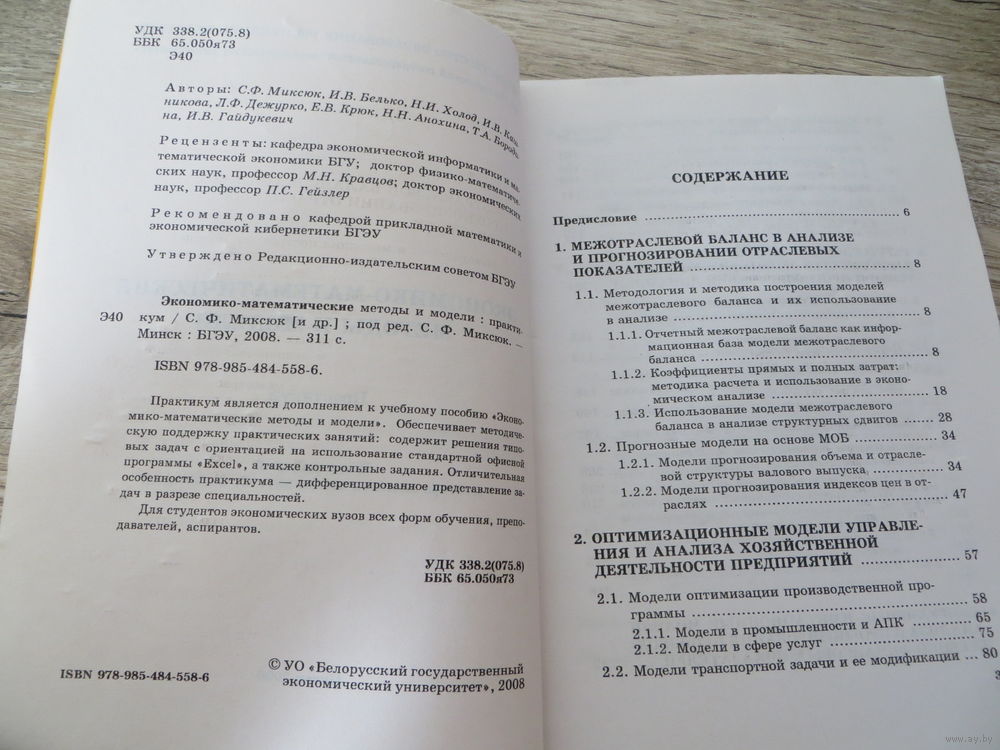 УДК 338.2(075.8)
ББК 65.050я73
Э40
Авторы: С.Ф. Миксюк, И.В. Белько, Н.И. Холод, И.В. Каш
никова, Л.Ф. Дежурко, Е.В. Крюк, Н.Н. Анохина, Т.А. Бороди
на, И.В. Гайдукевич
Рецензенты: кафедра экономической информатики и ма-
тематической экономики БГУ; доктор физико-математиче-
ских наук, профессор М.Н. Кравцов; доктор экономических
наук, профессор П.С. Гейзлер
Рекомендовано кафедрой прикладной математики и
экономической кибернетики БГЭУ
Утверждено Редакционно-издательским советом БГЭУ
Экономико-математические методы и модели : практи-
Э40 кум / С. Ф. Миксюк [и др.] ; под ред. С. Ф. Миксюк. —
Минск : БГЭУ, 2008. — 311 с.
ISBN 978-985-484-558-6.
Практикум является дополнением к учебному пособию «Эконо-
мико-математические методы и модели». Обеспечивает методиче-
скую поддержку практических занятий: содержит решения типо-
вых задач с ориентацией на использование стандартной офисной
программы «Excel», а также контрольные задания. Отличительная
особенность практикума — дифференцированное представление за-
дач в разрезе специальностей.
Для студентов экономических вузов всех форм обучения, препо-
давателей, аспирантов.
УДК 338.2(075.8)
ББК 65.050я73
ISBN 978-985-484-558-6
© УО «Белорусский государственный
экономический университет», 2008
СОДЕРЖАНИЕ
Предисловие ... 6
1. МЕЖОТРАСЛЕВОЙ БАЛАНС В АНАЛИЗЕ
И ПРОГНОЗИРОВАНИИ ОТРАСЛЕВЫХ
ПОКАЗАТЕЛЕЙ ... 8
1.1. Методология и методика построения моделей
межотраслевого баланса и их использование
в анализе ... 8
1.1.1. Отчетный межотраслевой баланс как инфор-
мационная база модели межотраслевого
баланса ... 8
1.1.2. Коэффициенты прямых и полных затрат:
методика расчета и использование в эконо-
мическом анализе ... 18
1.1.3. Использование модели межотраслевого
баланса в анализе структурных сдвигов ... 28
1.2. Прогнозные модели на основе МОБ ... 34
1.2.1. Модели прогнозирования объема и отрасле-
вой структуры валового выпуска ... 34
1.2.2. Модели прогнозирования индексов цен в от-
раслях ... 47
2. ОПТИМИЗАЦИОННЫЕ МОДЕЛИ УПРАВЛЕ-
НИЯ И АНАЛИЗА ХОЗЯЙСТВЕННОЙ
ДЕЯТЕЛЬНОСТИ ПРЕДПРИЯТИЙ ... 57
2.1. Модели оптимизации производственной про-
граммы ... 58
2.1.1. Модели в промышленности и АПК ... 65
2.1.2. Модели в сфере услуг ... 75
2.2. Модели транспортной задачи и ее модификации ... 80
3
www.ay.by